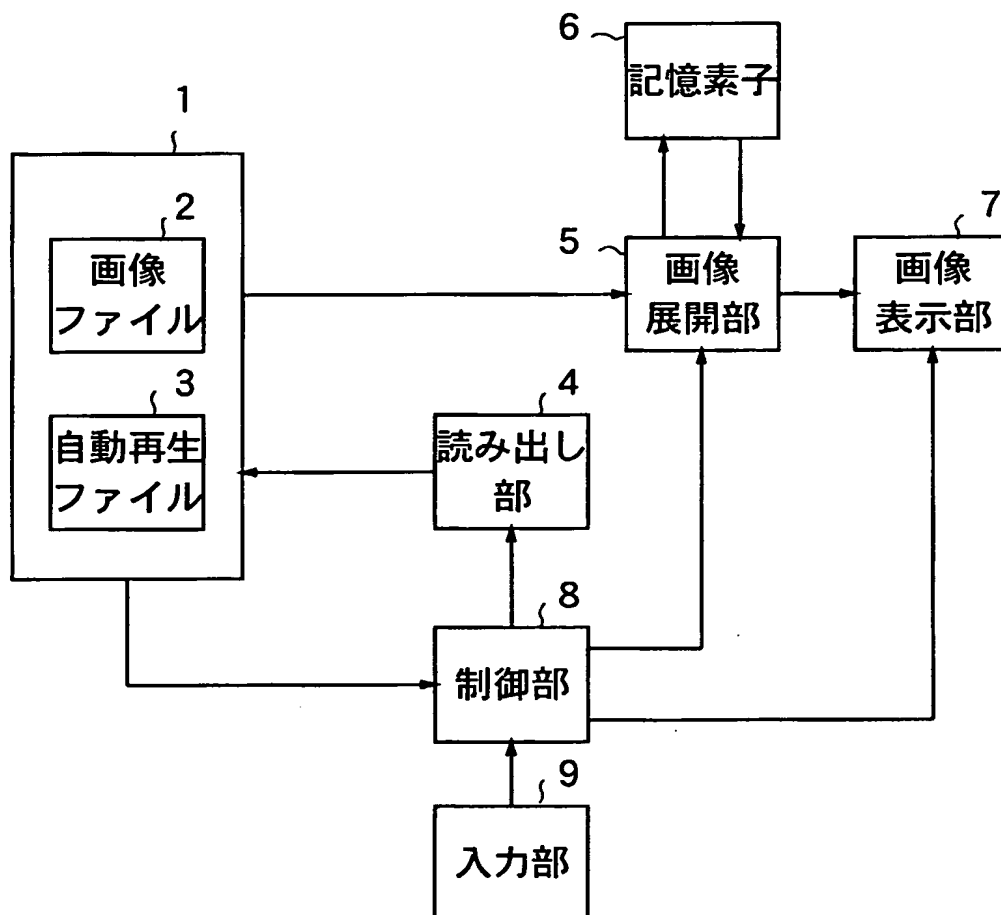 6
記憶素子
1
2
画像
ファイル
3
自動再生
ファイル
5
画像
展開部
7
画像
表示部
4
読み出し
部
8
制御部
9
入力部